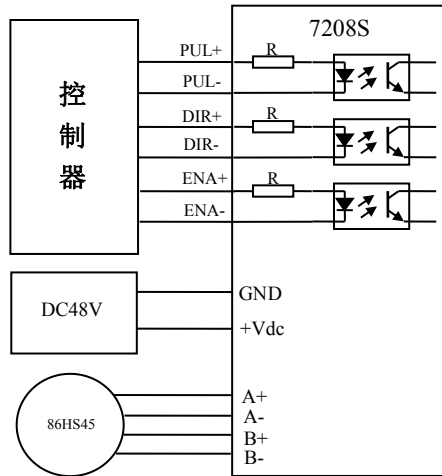 7208S
控
制
器
PUL+
R
PUL-
DIR+
R
DIR-
ENA+
R
ENA-
DC48V
GND
+Vdc
86HS45
A+
A-
B+
B-